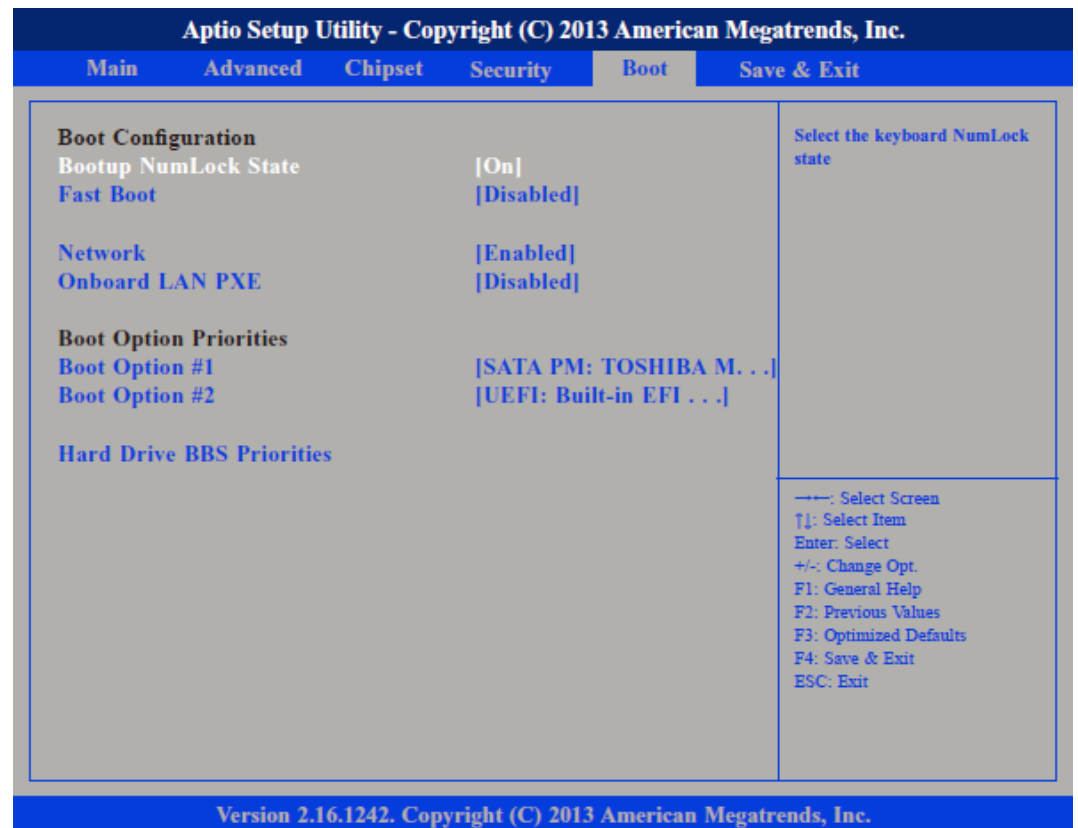 Aptio Setup Utility - Copyright (C) 2013 American Megatrends, Inc.
Main Advanced Chipset Security Boot Save & Exit
Boot Configuration
Bootup NumLock State [On]
Fast Boot [Disabled]
Network [Enabled]
Onboard LAN PXE [Disabled]
Boot Option Priorities
Boot Option #1 [SATA PM: TOSHIBA M. . .]
Boot Option #2 [UEFI: Built-in EFI . . .]
Hard Drive BBS Priorities
Select the keyboard NumLock
state
→←: Select Screen
↑↓: Select Item
Enter: Select
+/-: Change Opt.
F1: General Help
F2: Previous Values
F3: Optimized Defaults
F4: Save & Exit
ESC: Exit
Version 2.16.1242. Copyright (C) 2013 American Megatrends, Inc.